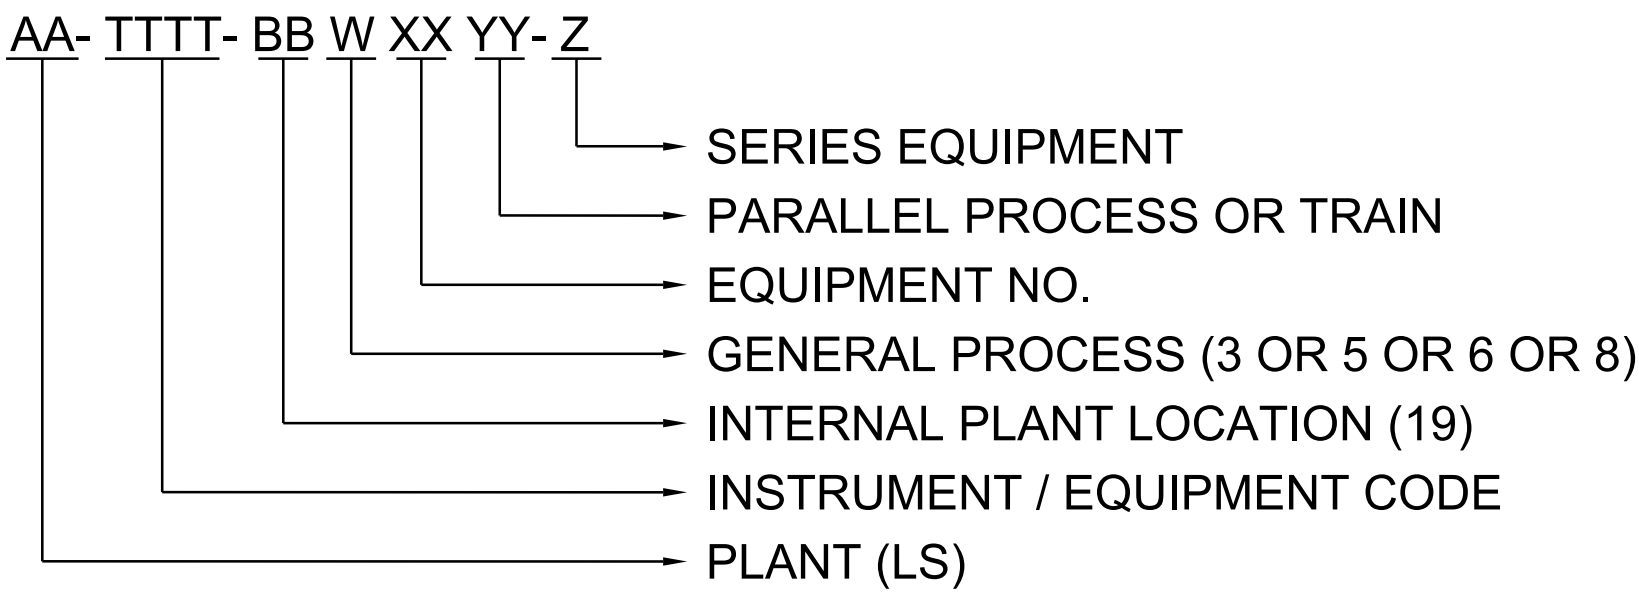 AA- TTTT- BB W XX YY- Z
SERIES EQUIPMENT
PARALLEL PROCESS OR TRAIN
EQUIPMENT NO.
GENERAL PROCESS (3 OR 5 OR 6 OR 8)
INTERNAL PLANT LOCATION (19)
INSTRUMENT / EQUIPMENT CODE
PLANT (LS)